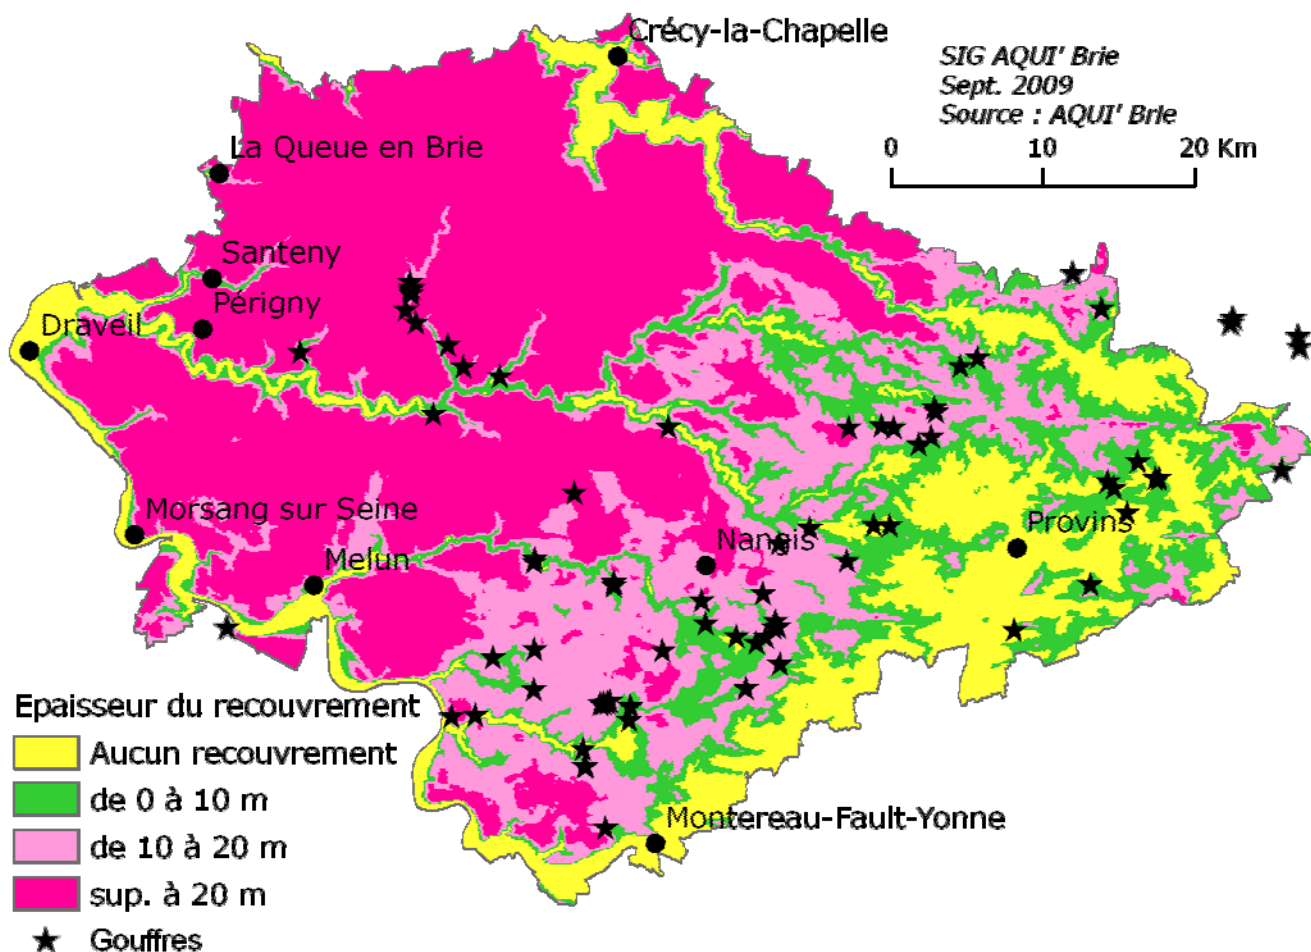 Crécy-la-Chapelle
SIG AQUI' Brie
Sept. 2009
Source : AQUI' Brie
0 10 20 Km
La Queue en Brie
Santeny
Périgny
Draveil
Morsang sur Seine
Melun
Nangis
Provins
Montereau-Fault-Yonne
Epaisseur du recouvrement
Aucun recouvrement
de 0 à 10 m
de 10 à 20 m
sup. à 20 m
Gouffres